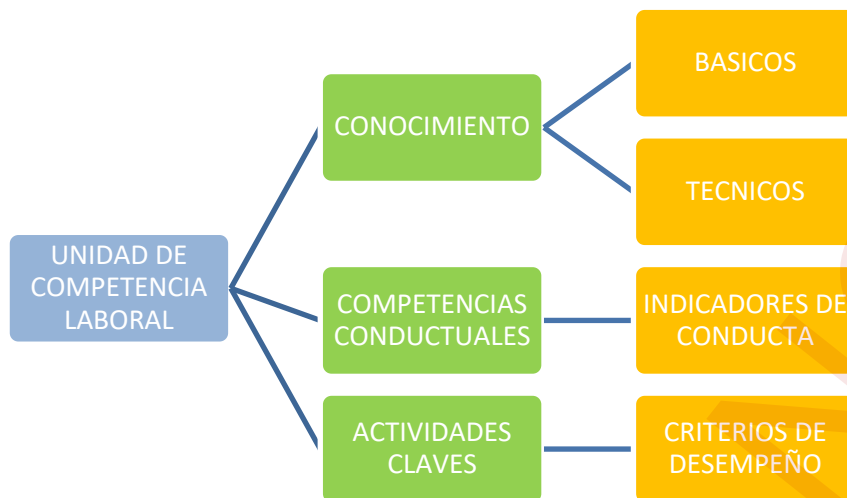 UNIDAD DE
COMPETENCIA
LABORAL
CONOCIMIENTO
BASICOS
TECNICOS
COMPETENCIAS
CONDUCTUALES
INDICADORES DE
CONDUCTA
ACTIVIDADES
CLAVES
CRITERIOS DE
DESEMPEÑO